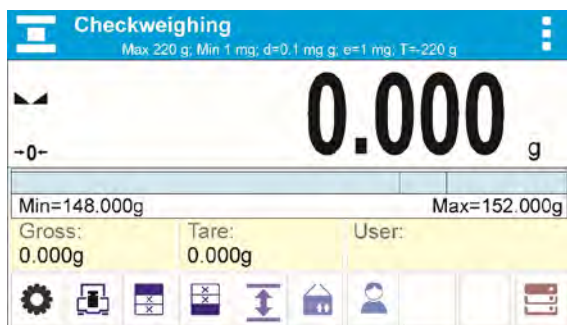 Checkweighing
Max 220 g; Min 1 mg; d=0.1 mg g; e=1 mg; T=-220 g
0.000 g
→0←
Min=148.000g Max=152.000g
Gross: Tare: User:
0.000g 0.000g